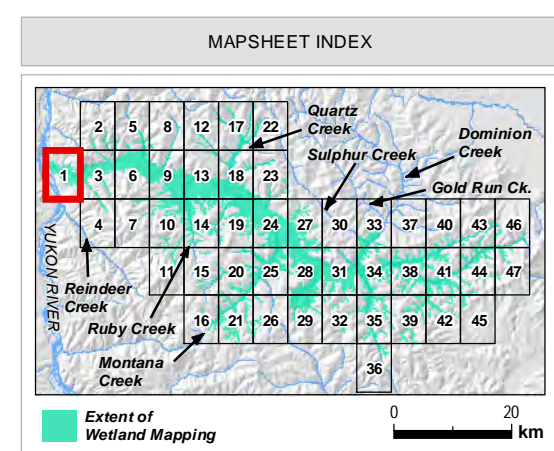 MAPSHEET INDEX
2 5 8 12 17 22
Quartz
Creek
Dominion
Creek
Sulphur Creek
Gold Run Ck.
1 3 6 9 13 18 23
4 7 10 14 19 24 27 30 33 37 40 43 46
YUKON RIVER
11 15 20 25 28 31 34 38 41 44 47
Reindeer
Creek
Ruby Creek
16 21 26 29 32 35 39 42 45
Montana
Creek
36
Extent of
Wetland Mapping
0 20
km